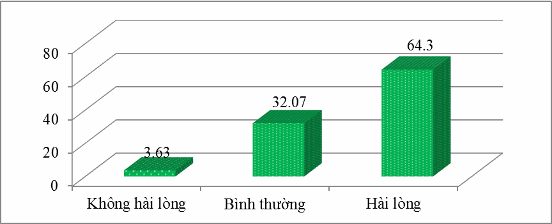 80
60
40
20
0
3.63
32.07
64.3
Không hài lòng
Bình thường
Hài lòng